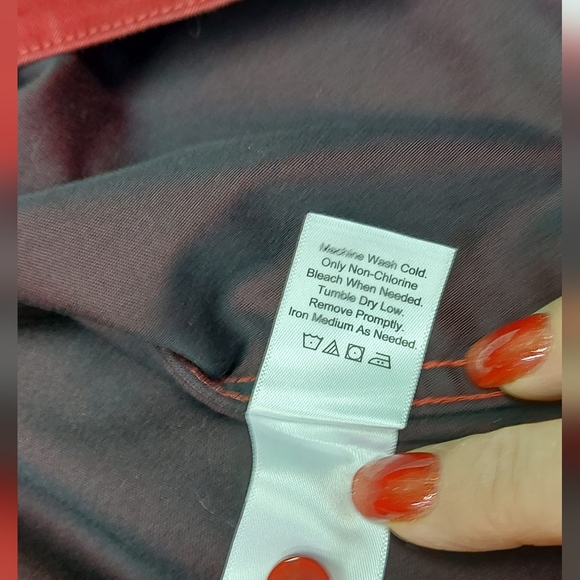 Machine Wash Cold.
Only Non-Chlorine
Bleach When Needed.
Tumble Dry Low.
Remove Promptly.
Iron Medium As Needed.